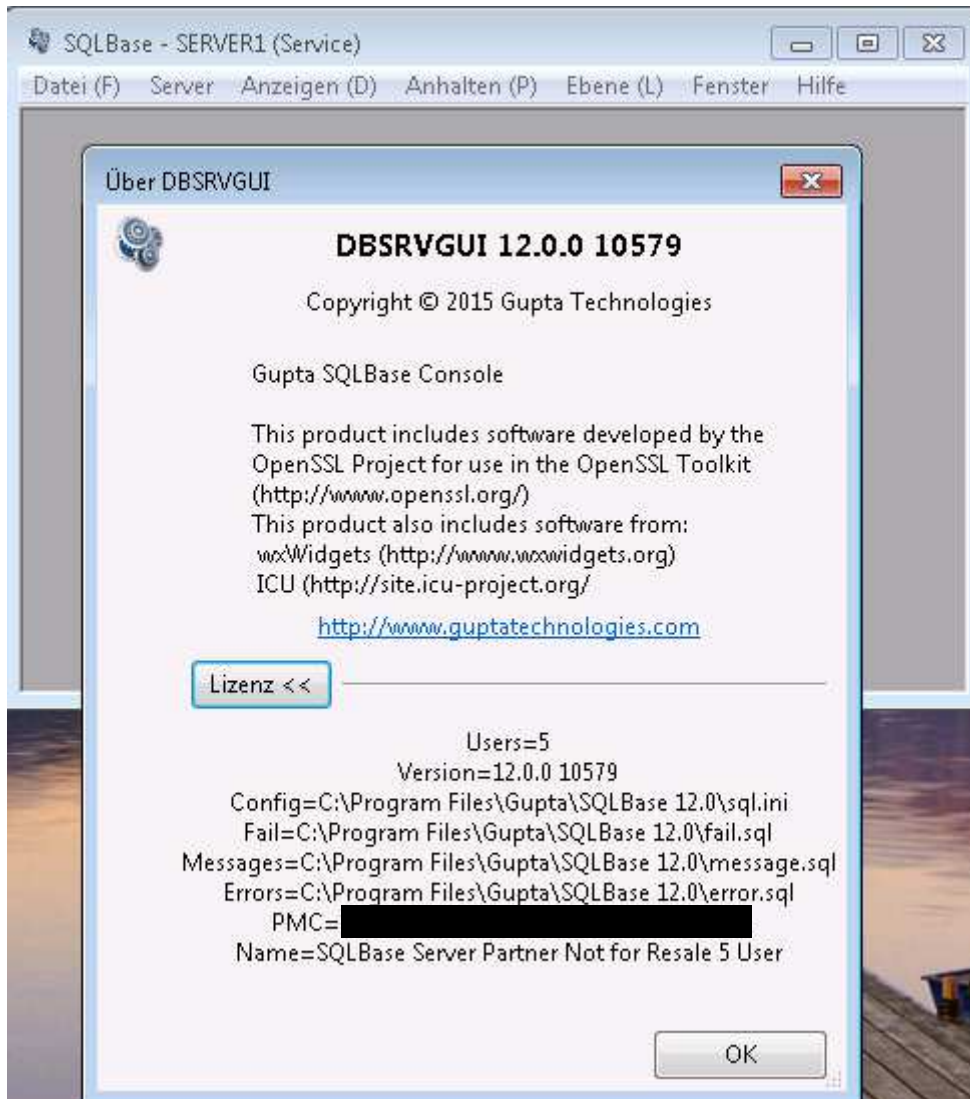 SQLBase - SERVER1 (Service)
Datei (F) Server Anzeigen (D) Anhalten (P) Ebene (L) Fenster Hilfe
Über DBSRVGUI
DBSRVGUI 12.0.0 10579
Copyright © 2015 Gupta Technologies
Gupta SQLBase Console
This product includes software developed by the
OpenSSL Project for use in the OpenSSL Toolkit
(http://www.openssl.org/)
This product also includes software from:
wxWidgets (http://www.wxwidgets.org)
ICU (http://site.icu-project.org/
http://www.guptatechnologies.com
Lizenz <<
Users=5
Version=12.0.0 10579
Config=C:\Program Files\Gupta\SQLBase 12.0\sql.ini
Fail=C:\Program Files\Gupta\SQLBase 12.0\fail.sql
Messages=C:\Program Files\Gupta\SQLBase 12.0\message.sql
Errors=C:\Program Files\Gupta\SQLBase 12.0\error.sql
PMC=
Name=SQLBase Server Partner Not for Resale 5 User
OK